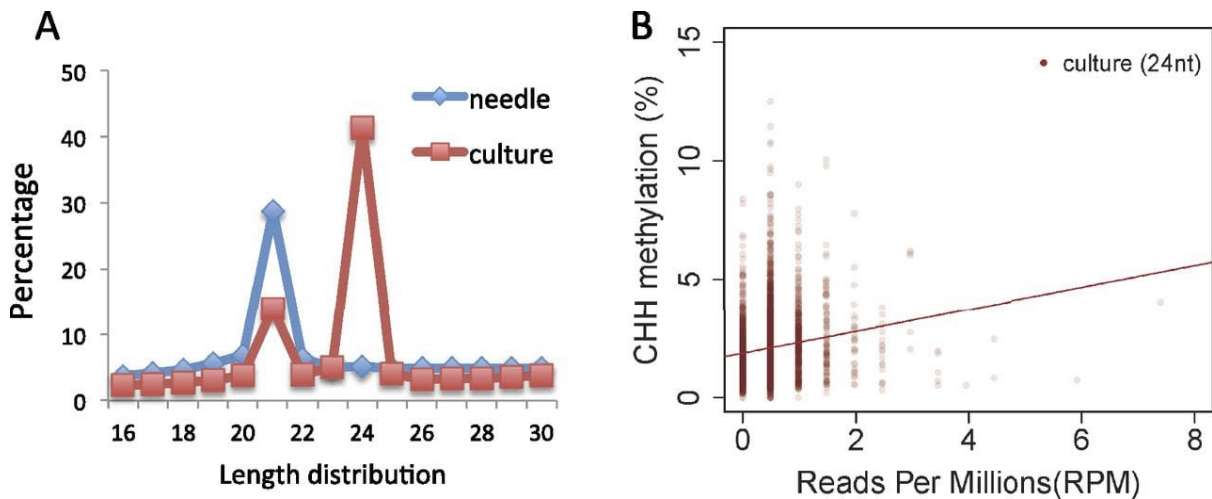 A
50
40
30
20
10
0
Percentage
needle
culture
16 18 20 22 24 26 28 30
Length distribution
B
15
10
5
0
CHH methylation (%)
culture (24nt)
0 2 4 6 8
Reads Per Millions(RPM)